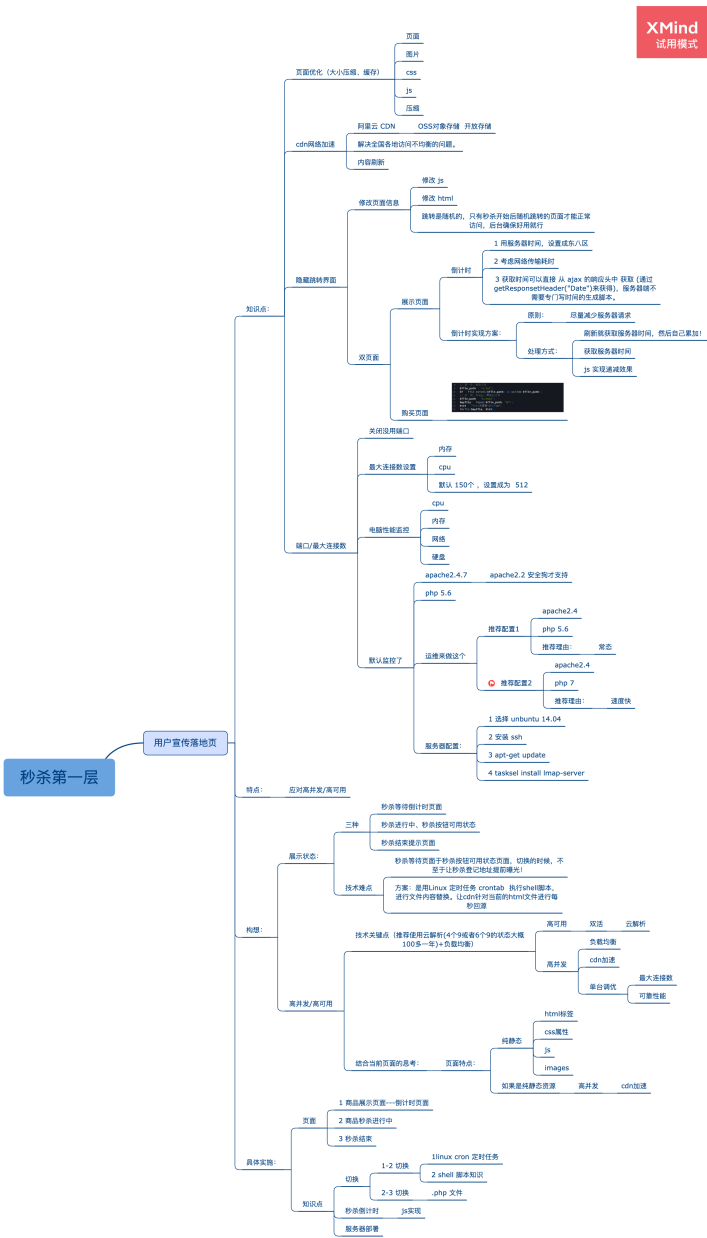 XMind
试用模式
页面
图片
页面优化（大小压缩、缓存）
css
js
压缩
阿里云 CDN
OSS对象存储 开放存储
cdn网络加速
解决全国各地访问不均衡的问题。
内容刷新
修改 js
修改页面信息
修改 html
跳转是随机的，只有秒杀开始后随机跳转的页面才能正常
访问，后台确保好用就行
1 用服务器时间，设置成东八区
倒计时
2 考虑网络传输耗时
隐藏跳转界面
3 获取时间可以直接 从 ajax 的响应头中 获取 (通过
getResponsetHeader("Date")来获得)，服务器端不
需要专门写时间的生成脚本。
展示页面
知识点：
原则：
尽量减少服务器请求
倒计时实现方案：
刷新就获取服务器时间，然后自己累加！
双页面
处理方式：
获取服务器时间
js 实现递减效果
购买页面
关闭没用端口
内存
最大连接数设置
cpu
默认 150个 、设置成为 512
cpu
电脑性能监控
内存
网络
端口/最大连接数
硬盘
apache2.4.7
apache2.2 安全狗才支持
php 5.6
apache2.4
推荐配置1
php 5.6
推荐理由：
常态
默认监控了
运维来做这个
apache2.4
推荐配置2
php 7
推荐理由：
速度快
1 选择 unbuntu 14.04
服务器配置：
2 安装 ssh
3 apt-get update
4 tasksel install lmap-server
用户宣传落地页
秒杀第一层
特点：
应对高并发/高可用
秒杀等待倒计时页面
三种
秒杀进行中、秒杀按钮可用状态
秒杀结束提示页面
展示状态：
秒杀等待页面于秒杀按钮可用状态页面，切换的时候，不
至于让秒杀登记地址提前曝光！
技术难点
方案：是用Linux 定时任务 crontab 执行shell脚本，
进行文件内容替换。让cdn针对当前的html文件进行每
秒回源
构想：
高可用
双活
云解析
技术关键点（推荐使用云解析(4个9或者6个9的状态大概
100多一年)+负载均衡）
负载均衡
高并发
cdn加速
最大连接数
单台调优
可靠性能
高并发/高可用
html标签
纯静态
css属性
js
images
结合当前页面的思考：
页面特点：
如果是纯静态资源
高并发
cdn加速
1 商品展示页面---倒计时页面
页面
2 商品秒杀进行中
3 秒杀结束
具体实施：
1linux cron 定时任务
1-2 切换
2 shell 脚本知识
切换
2-3 切换
.php 文件
知识点
秒杀倒计时
js实现
服务器部署